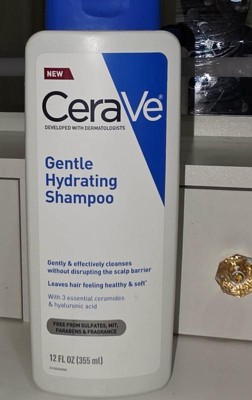 NEW
CeraVe
DEVELOPED WITH DERMATOLOGISTS
Gentle
Hydrating
Shampoo
Gently & effectively cleanses
without disrupting the scalp barrier
Leaves hair feeling healthy & soft*
With 3 essential ceramides
& hyaluronic acid
FREE FROM SULFATES, MIT,
PARABENS & FRAGRANCE
12 FL OZ (355 ml)